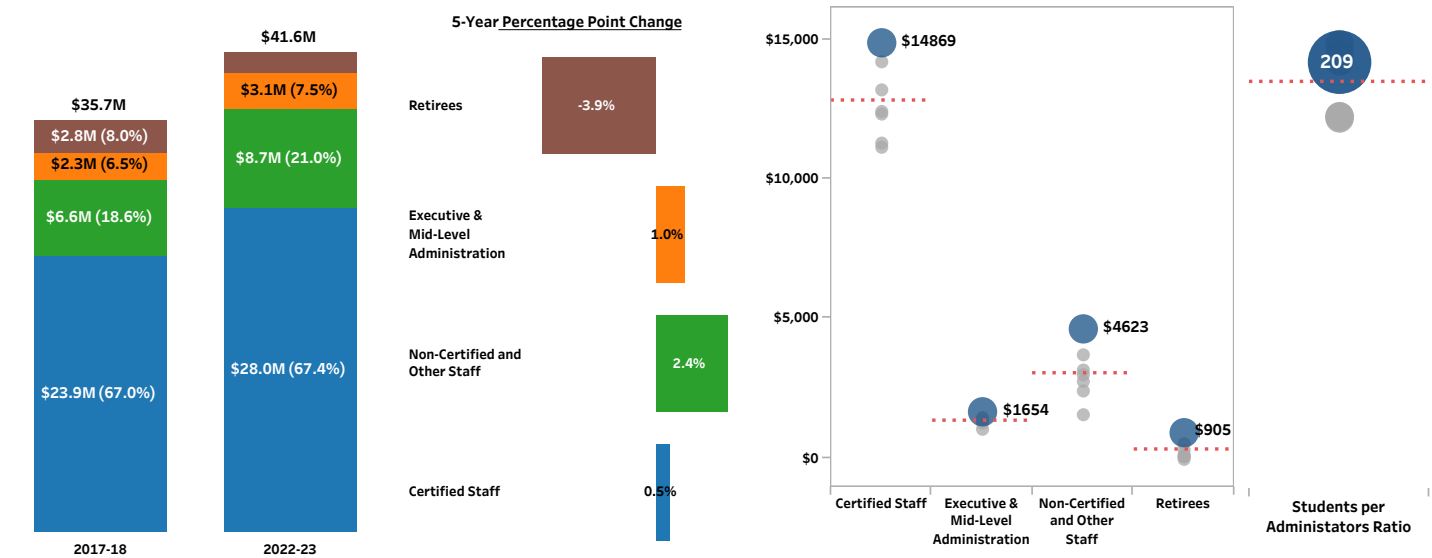 $35.7M
$2.8M (8.0%)
$2.3M (6.5%)
$6.6M (18.6%)
$23.9M (67.0%)
2017-18
$41.6M
$3.1M (7.5%)
$8.7M (21.0%)
$28.0M (67.4%)
2022-23
5-Year Percentage Point Change
Retirees
-3.9%
Executive &
Mid-Level
Administration
1.0%
Non-Certified and
Other Staff
2.4%
Certified Staff
0.5%
$15,000
$10,000
$5,000
$0
$14869
$1654
$4623
$905
Certified Staff
Executive &
Mid-Level
Administration
Non-Certified
and Other
Staff
Retirees
209
Students per
Administators Ratio